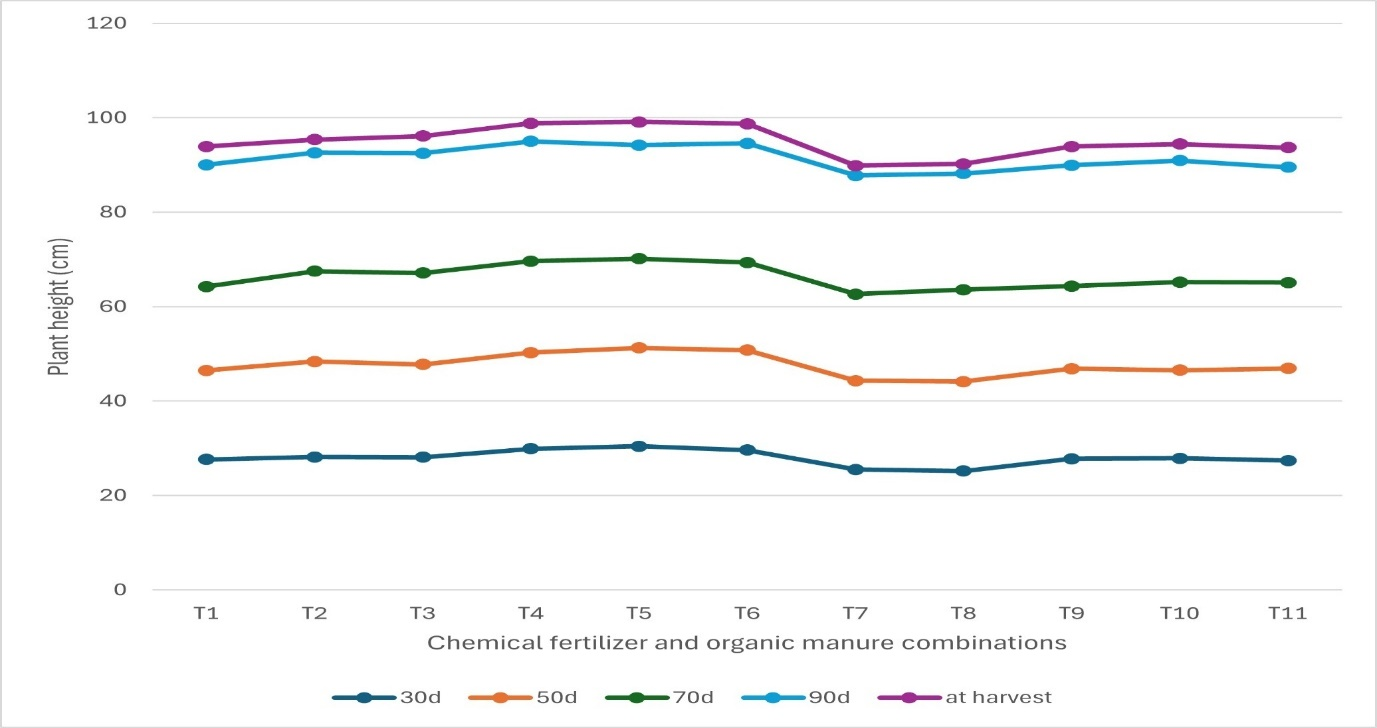 120
100
80
60
40
20
0
Plant height (cm)
T1 T2 T3 T4 T5 T6 T7 T8 T9 T10 T11
Chemical fertilizer and organic manure combinations
30d 50d 70d 90d at harvest